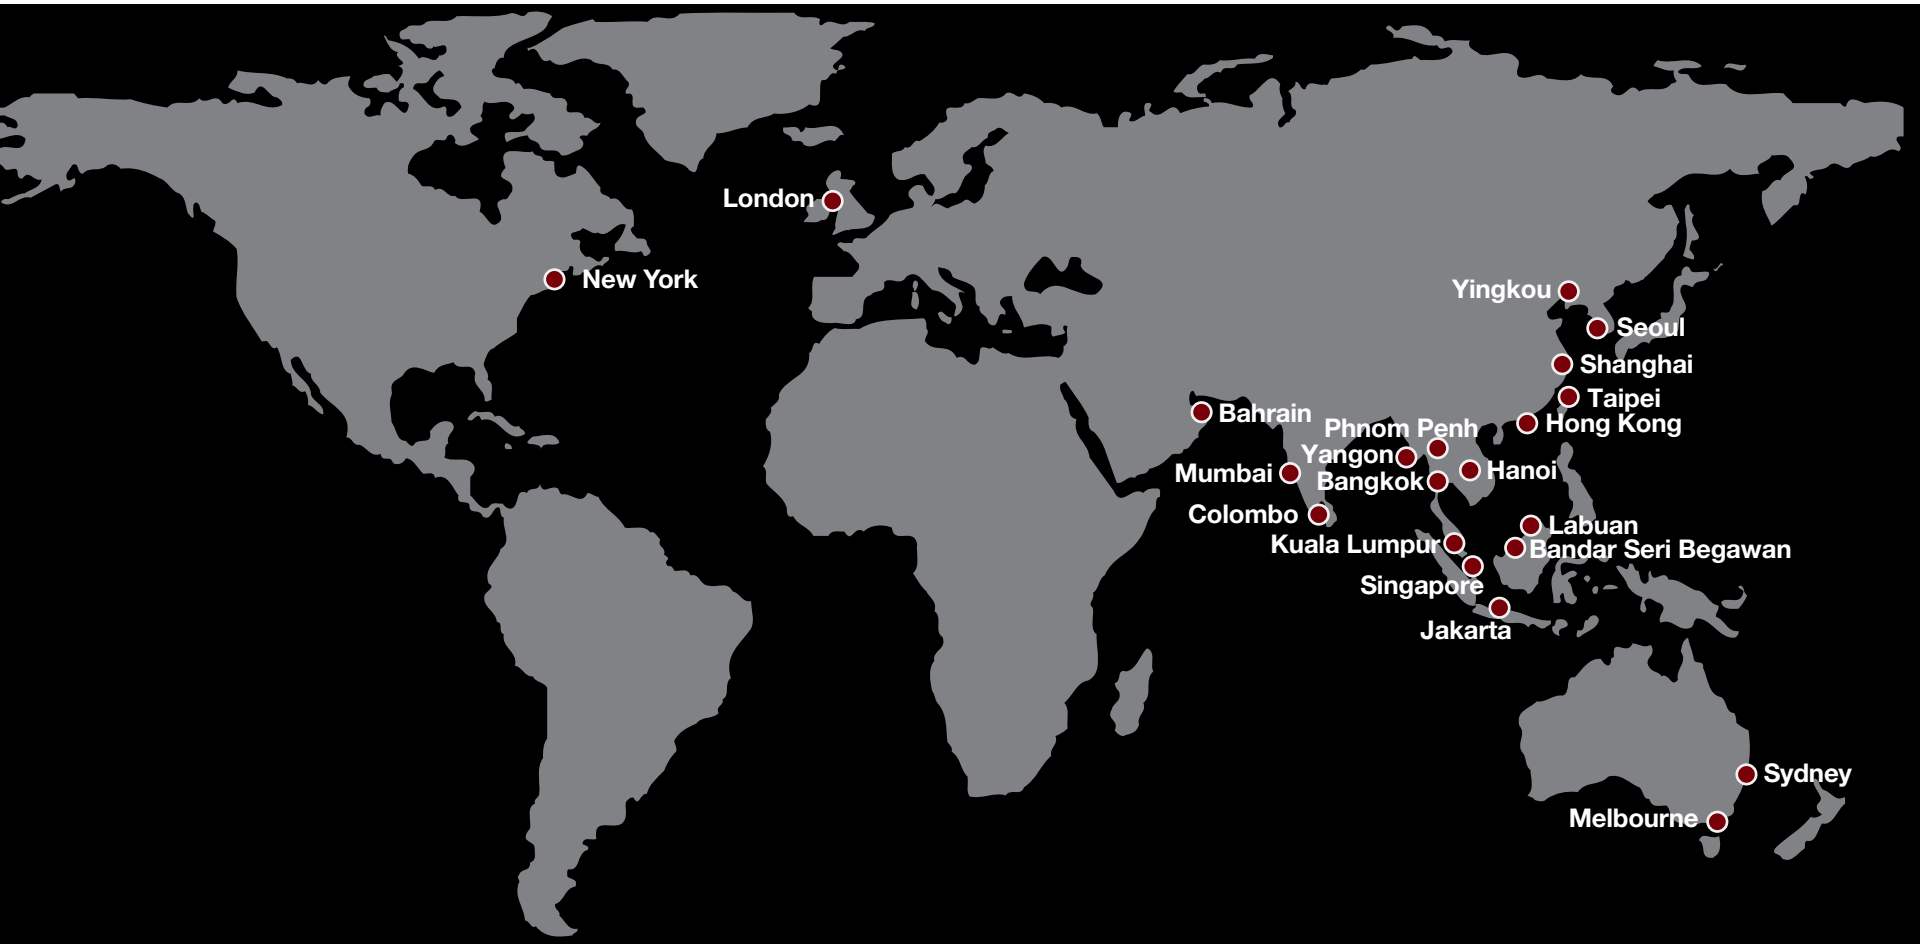 London
New York
Yingkou
Seoul
Shanghai
Taipei
Bahrain
Hong Kong
Phnom Penh
Yangon
Hanoi
Mumbai
Bangkok
Colombo
Labuan
Kuala Lumpur
Bandar Seri Begawan
Singapore
Jakarta
Sydney
Melbourne